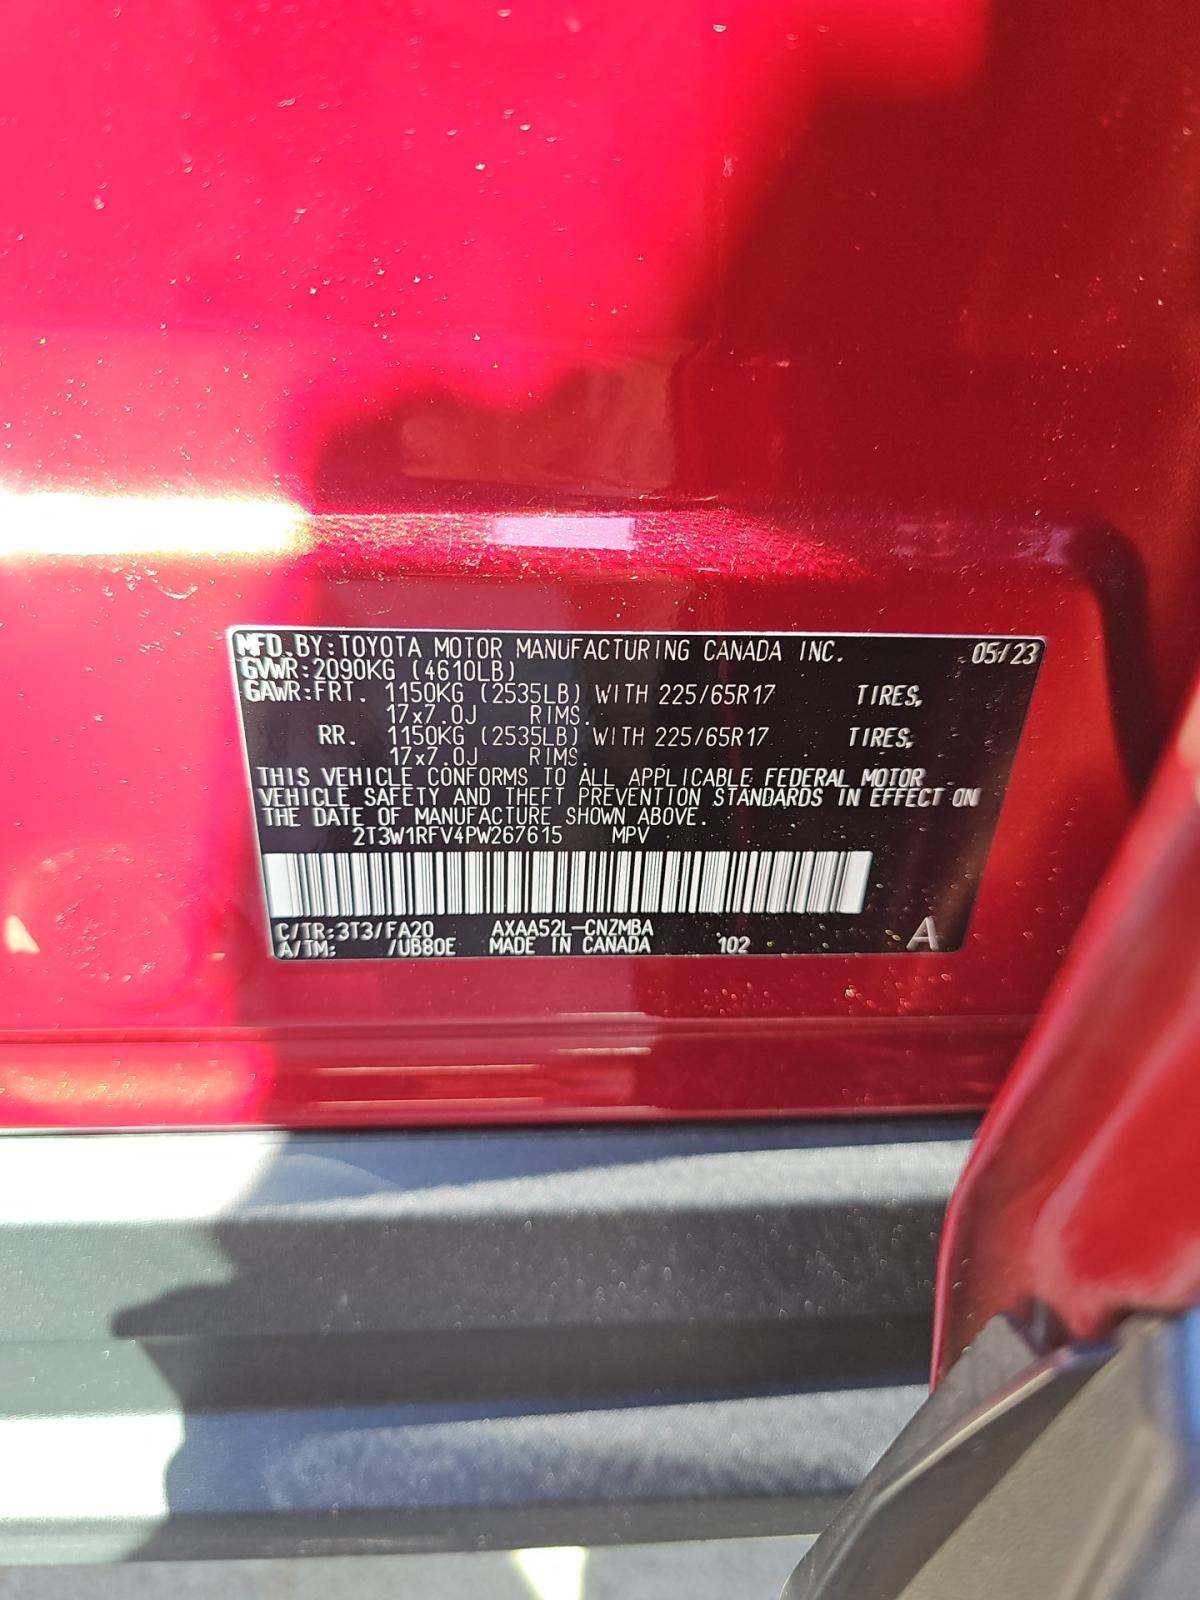 MFD.BY:TOYOTA MOTOR MANUFACTURING CANADA INC. 05/23
GVWR:2090KG (4610LB)
GAWR:FRT. 1150KG (2535LB) WITH 225/65R17 TIRES,
17x7.0J RIMS.
RR. 1150KG (2535LB) WITH 225/65R17 TIRES,
17x7.0J RIMS.
THIS VEHICLE CONFORMS TO ALL APPLICABLE FEDERAL MOTOR
VEHICLE SAFETY AND THEFT PREVENTION STANDARDS IN EFFECT ON
THE DATE OF MANUFACTURE SHOWN ABOVE.
2T3W1RFV4PW267615 MPV
C/TR:3T3/FA20 AXAA52L-CNZMBA
A/TM: /UB80E MADE IN CANADA 102 A